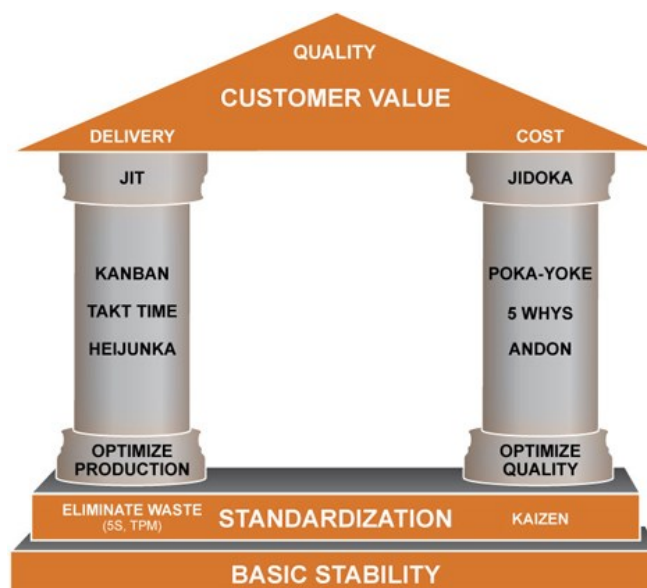 QUALITY
CUSTOMER VALUE
DELIVERY COST
JIT JIDOKA
KANBAN POKA-YOKE
TAKT TIME 5 WHYS
HEIJUNKA ANDON
OPTIMIZE OPTIMIZE
PRODUCTION QUALITY
ELIMINATE WASTE STANDARDIZATION KAIZEN
(5S, TPM)
BASIC STABILITY